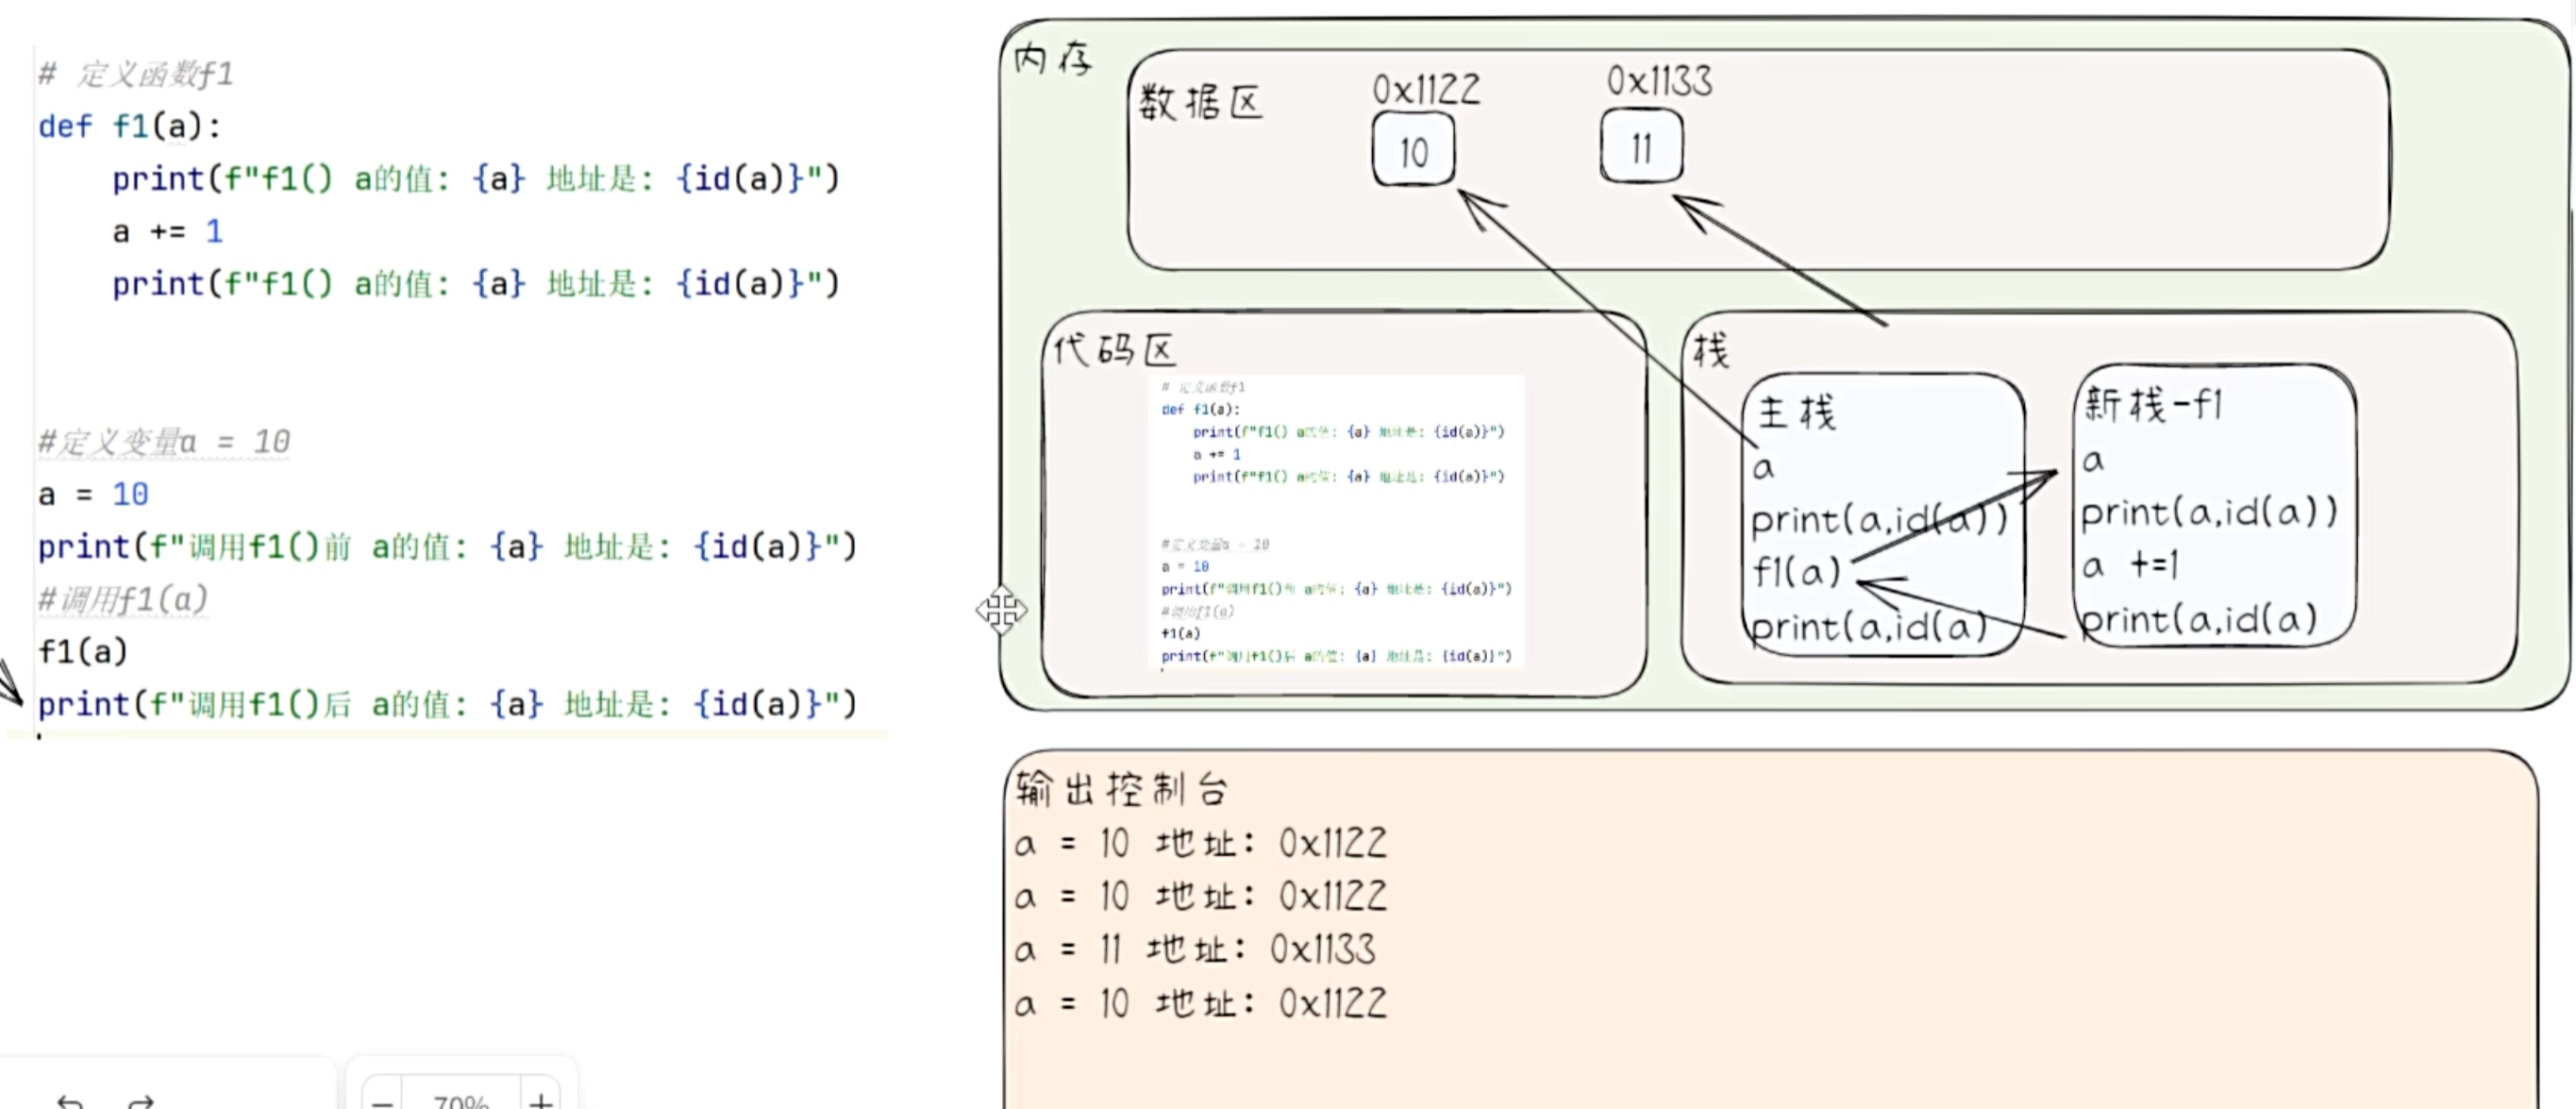 # 定义函数f1
def f1(a):
print(f"f1() a的值: {a} 地址是: {id(a)}")
a += 1
print(f"f1() a的值: {a} 地址是: {id(a)}")
#定义变量a = 10
a = 10
print(f"调用f1()前 a的值: {a} 地址是: {id(a)}")
#调用f1(a)
f1(a)
print(f"调用f1()后 a的值: {a} 地址是: {id(a)}")
内存
数据区
0x1122
10
0x1133
11
代码区
# 定义函数f1
def f1(a):
print(f"f1() a的值: {a} 地址是: {id(a)}")
a += 1
print(f"f1() a的值: {a} 地址是: {id(a)}")
#定义变量a = 10
a = 10
print(f"调用f1()前 a的值: {a} 地址是: {id(a)}")
#调用f1(a)
f1(a)
print(f"调用f1()后 a的值: {a} 地址是: {id(a)}")
栈
主栈
a
print(a,id(a))
f1(a)
print(a,id(a)
新栈-f1
a
print(a,id(a))
a +=1
print(a,id(a)
输出控制台
a = 10 地址: 0x1122
a = 10 地址: 0x1122
a = 11 地址: 0x1133
a = 10 地址: 0x1122
70%